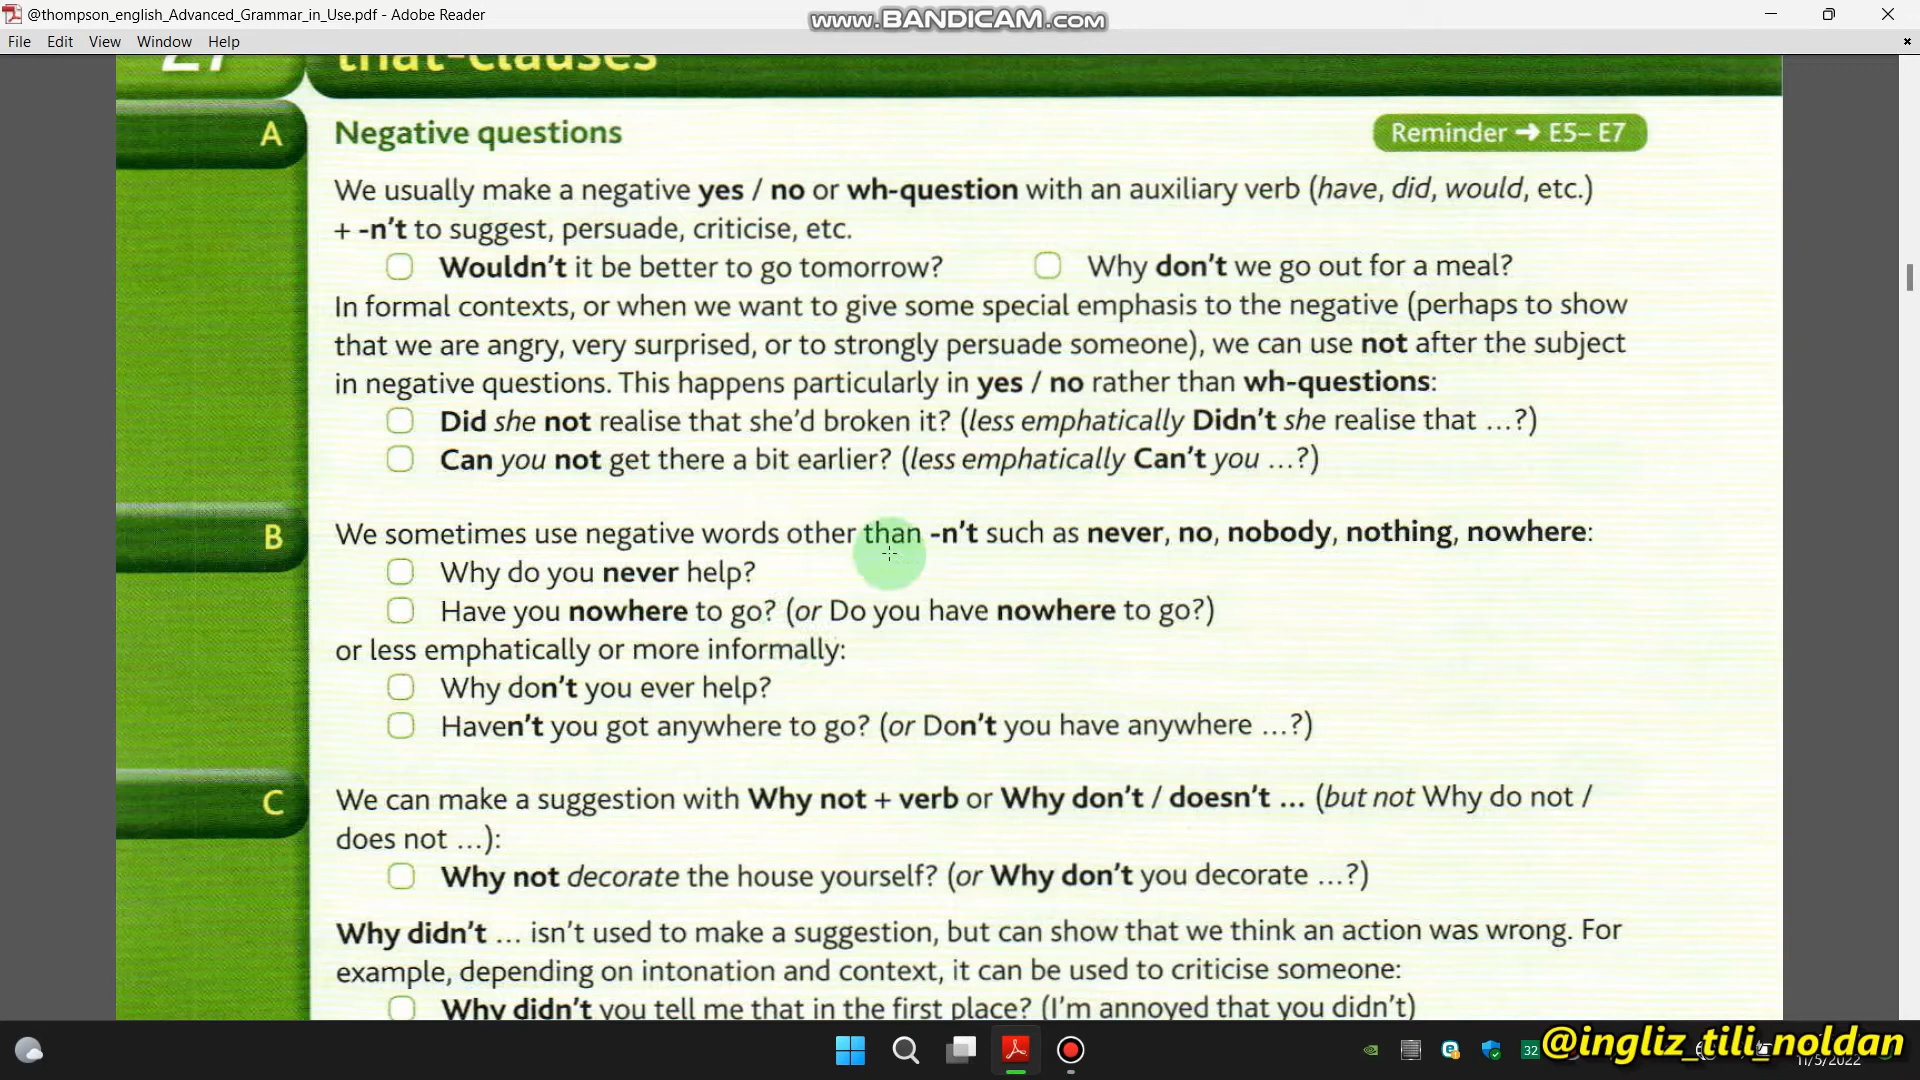 @thompson_english_Advanced_Grammar_in_Use.pdf - Adobe Reader
www.BANDICAM.com
File Edit View Window Help
that-clauses
A
Negative questions
Reminder → E5– E7
We usually make a negative yes / no or wh-question with an auxiliary verb (have, did, would, etc.)
+ -n't to suggest, persuade, criticise, etc.
Wouldn't it be better to go tomorrow? Why don't we go out for a meal?
In formal contexts, or when we want to give some special emphasis to the negative (perhaps to show
that we are angry, very surprised, or to strongly persuade someone), we can use not after the subject
in negative questions. This happens particularly in yes / no rather than wh-questions:
Did she not realise that she'd broken it? (less emphatically Didn't she realise that …?)
Can you not get there a bit earlier? (less emphatically Can't you …?)
B
We sometimes use negative words other than -n't such as never, no, nobody, nothing, nowhere:
Why do you never help?
Have you nowhere to go? (or Do you have nowhere to go?)
or less emphatically or more informally:
Why don't you ever help?
Haven't you got anywhere to go? (or Don't you have anywhere …?)
C
We can make a suggestion with Why not + verb or Why don't / doesn't … (but not Why do not /
does not …):
Why not decorate the house yourself? (or Why don't you decorate …?)
Why didn't … isn't used to make a suggestion, but can show that we think an action was wrong. For
example, depending on intonation and context, it can be used to criticise someone:
Why didn't you tell me that in the first place? (I'm annoyed that you didn't)
32
@ingliz_tili_noldan
11/5/2022